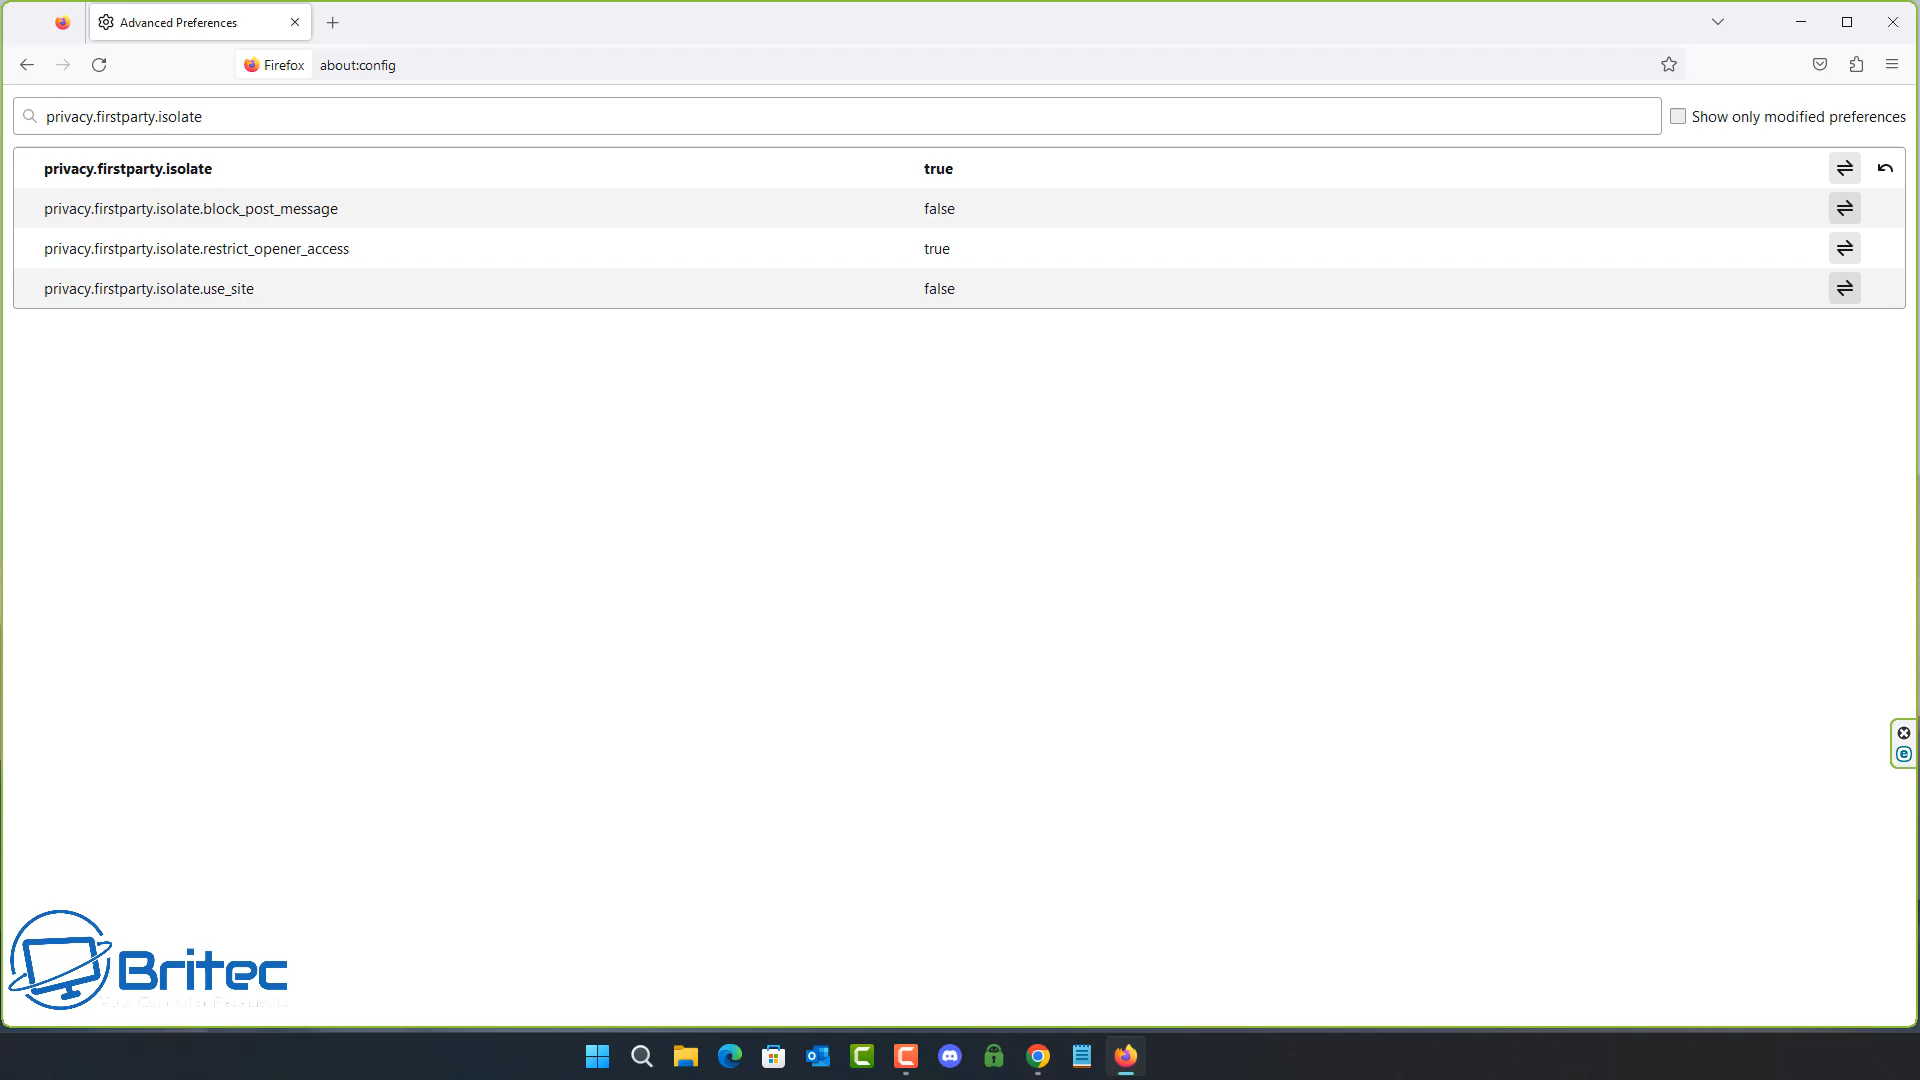 Advanced Preferences
Firefox
about:config
privacy.firstparty.isolate
Show only modified preferences
privacy.firstparty.isolate true
privacy.firstparty.isolate.block_post_message false
privacy.firstparty.isolate.restrict_opener_access true
privacy.firstparty.isolate.use_site false
Britec